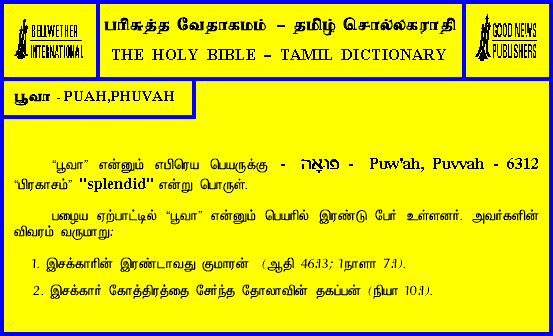 BELLWETHER
INTERNATIONAL
பரிசுத்த வேதாகமம் – தமிழ் சொல்லகராதி
THE HOLY BIBLE – TAMIL DICTIONARY
GOOD NEWS
PUBLISHERS
பூவா - PUAH,PHUVAH
“பூவா” என்னும் எபிரெய பெயருக்கு - פּוּאָה - Puw'ah, Puvvah - 6312
“பிரகாசம்” "splendid" என்று பொருள்.
பழைய ஏற்பாட்டில் “பூவா” என்னும் பெயரில் இரண்டு பேர் உள்ளனர். அவர்களின்
விவரம் வருமாறு:
1. இசக்காரின் இரண்டாவது குமாரன் (ஆதி 46:13; 1நாளா 7:1).
2. இசக்கார் கோத்திரத்தை சேர்ந்த தோலாவின் தகப்பன் (நியா 10:1).